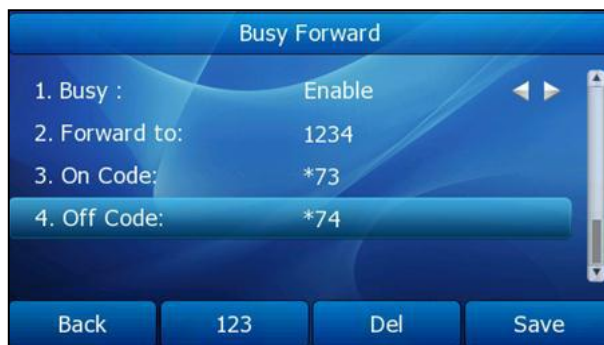 Busy Forward
1. Busy : Enable
2. Forward to: 1234
3. On Code: *73
4. Off Code: *74
Back 123 Del Save